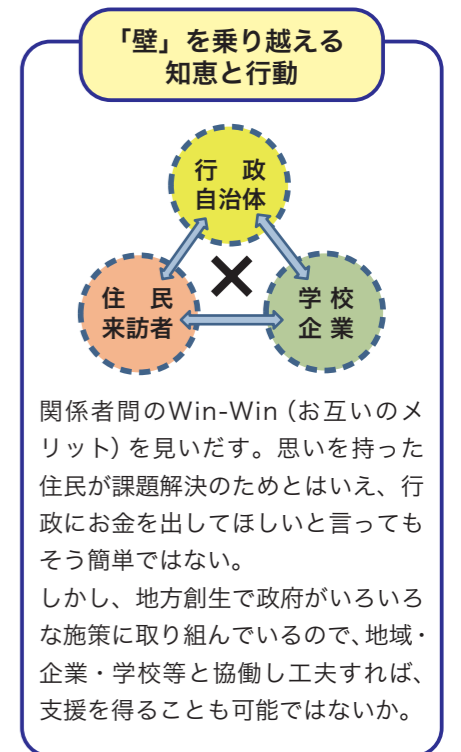 「壁」を乗り越える
知恵と行動
行　政
自治体
住　民
来訪者
学 校
企 業
関係者間のWin-Win（お互いのメ
リット）を見いだす。思いを持った
住民が課題解決のためとはいえ、行
政にお金を出してほしいと言っても
そう簡単ではない。
しかし、地方創生で政府がいろいろ
な施策に取り組んでいるので、地域・
企業・学校等と協働し工夫すれば、
支援を得ることも可能ではないか。